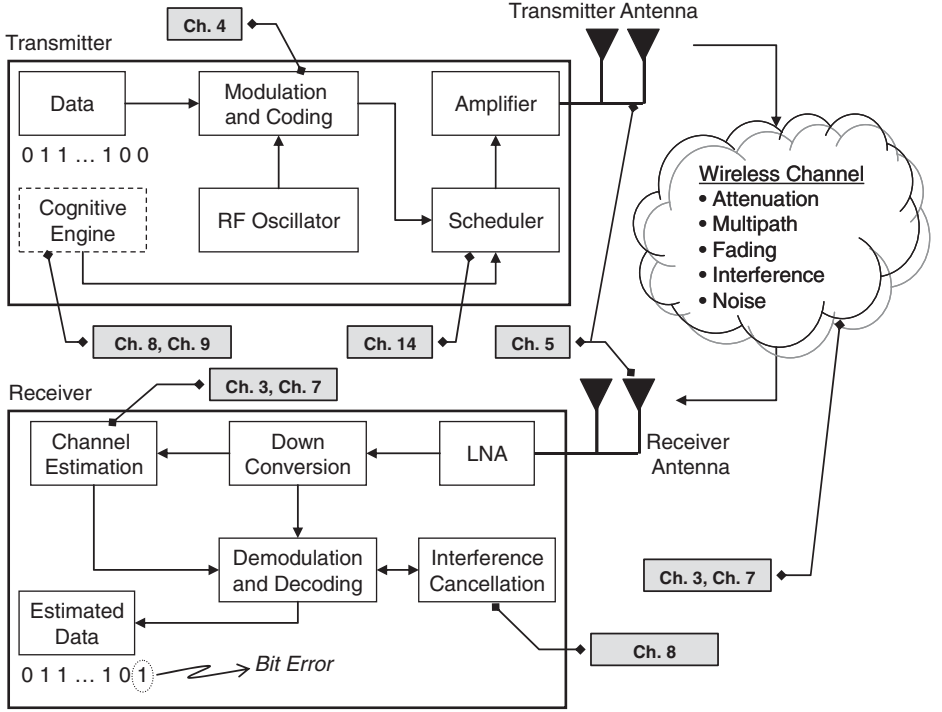 Ch. 4
Transmitter Antenna
Transmitter
Data
Modulation
and Coding
Amplifier
0 1 1 ... 1 0 0
Cognitive
Engine
RF Oscillator
Scheduler
Wireless Channel
• Attenuation
• Multipath
• Fading
• Interference
• Noise
Ch. 8, Ch. 9
Ch. 14
Ch. 5
Ch. 3, Ch. 7
Receiver
Channel
Estimation
Down
Conversion
LNA
Receiver
Antenna
Demodulation
and Decoding
Interference
Cancellation
Ch. 3, Ch. 7
Estimated
Data
0 1 1 ... 1 0 1
Bit Error
Ch. 8